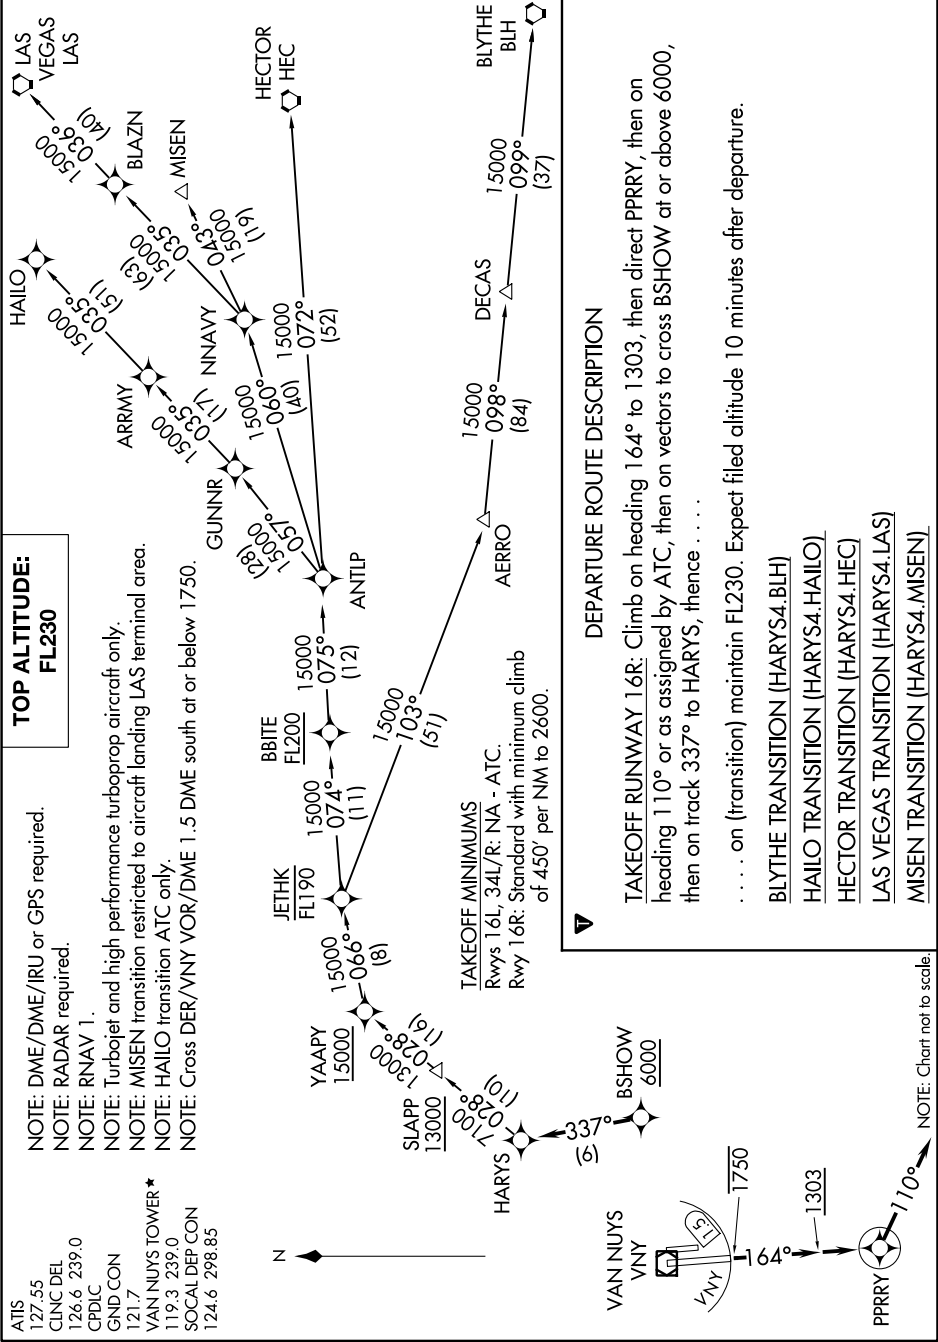 ATIS
127.55
CLNC DEL
126.6 239.0
CPDLC
GND CON
121.7
VAN NUYS TOWER ★
119.3 239.0
SOCAL DEP CON
124.6 298.85
NOTE: DME/DME/IRU or GPS required.
NOTE: RADAR required.
NOTE: RNAV 1.
NOTE: Turbojet and high performance turboprop aircraft only.
NOTE: MISEN transition restricted to aircraft landing LAS terminal area.
NOTE: HAILO transition ATC only.
NOTE: Cross DER/VNY VOR/DME 1.5 DME south at or below 1750.
TOP ALTITUDE:
FL230
HAILO
15000
035°
(51)
ARRMY
15000
035°
(17)
GUNNR
15000
057°
(28)
LAS
VEGAS
LAS
15000
036°
(40)
BLAZN
15000
035°
(63)
MISEN
15000
043°
(19)
NNAVY
15000
060°
(40)
HECTOR
HEC
15000
072°
(52)
ANTLP
15000
075°
(12)
BBITE
FL200
15000
074°
(11)
JETHK
FL190
15000
066°
(8)
YAAPY
15000
13000
028°
(16)
SLAPP
13000
7100
028°
(10)
HARYS
337°
(6)
BSHOW
6000
15000
103°
(51)
AERRO
15000
098°
(84)
DECAS
15000
099°
(37)
BLYTHE
BLH
N
VAN NUYS
VNY
1.5
VNY
1750
164°
1303
PPRRY
110°
NOTE: Chart not to scale.
TAKEOFF MINIMUMS
Rwys 16L, 34L/R: NA - ATC.
Rwy 16R: Standard with minimum climb
of 450' per NM to 2600.
T
DEPARTURE ROUTE DESCRIPTION
TAKEOFF RUNWAY 16R: Climb on heading 164° to 1303, then direct PPRRY, then on
heading 110° or as assigned by ATC, then on vectors to cross BSHOW at or above 6000,
then on track 337° to HARYS, thence . . . .
. . . . on (transition) maintain FL230. Expect filed altitude 10 minutes after departure.
BLYTHE TRANSITION (HARYS4.BLH)
HAILO TRANSITION (HARYS4.HAILO)
HECTOR TRANSITION (HARYS4.HEC)
LAS VEGAS TRANSITION (HARYS4.LAS)
MISEN TRANSITION (HARYS4.MISEN)